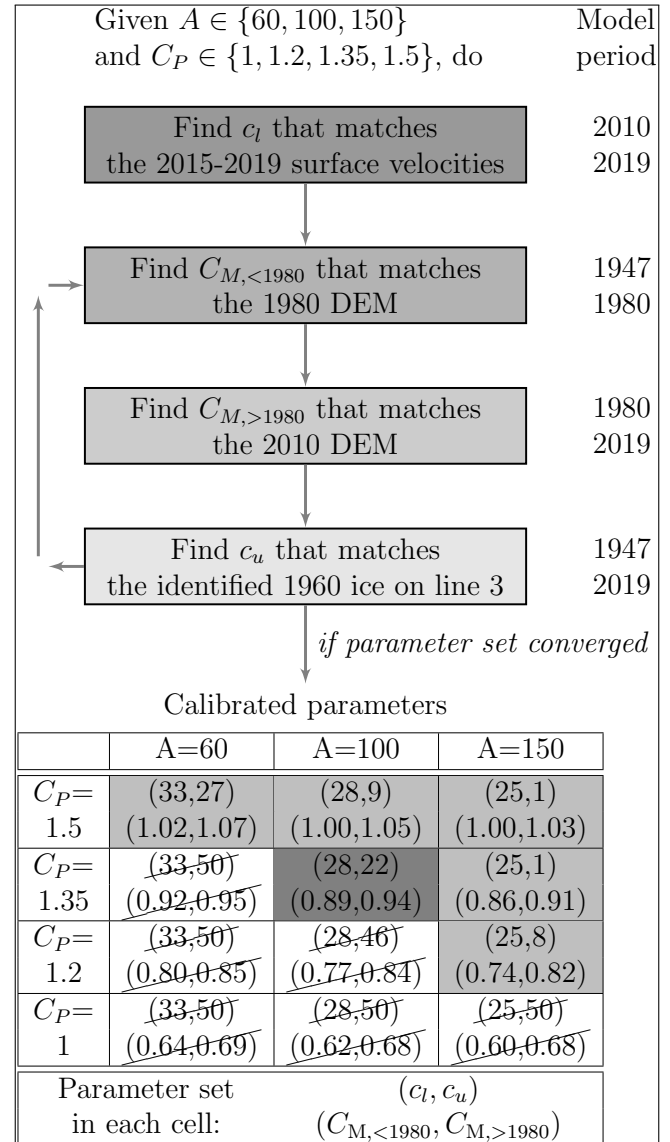 Given A ∈ {60, 100, 150} Model
and C_P ∈ {1, 1.2, 1.35, 1.5}, do period
Find c_l that matches 2010
the 2015-2019 surface velocities 2019
Find C_{M,<1980} that matches 1947
the 1980 DEM 1980
Find C_{M,>1980} that matches 1980
the 2010 DEM 2019
Find c_u that matches 1947
the identified 1960 ice on line 3 2019
if parameter set converged
Calibrated parameters
A=60 A=100 A=150
C_P= (33,27) (28,9) (25,1)
1.5 (1.02,1.07) (1.00,1.05) (1.00,1.03)
C_P= (33,50) (28,22) (25,1)
1.35 (0.92,0.95) (0.89,0.94) (0.86,0.91)
C_P= (33,50) (28,46) (25,8)
1.2 (0.80,0.85) (0.77,0.84) (0.74,0.82)
C_P= (33,50) (28,50) (25,50)
1 (0.64,0.69) (0.62,0.68) (0.60,0.68)
Parameter set (c_l, c_u)
in each cell: (C_{M,<1980}, C_{M,>1980})